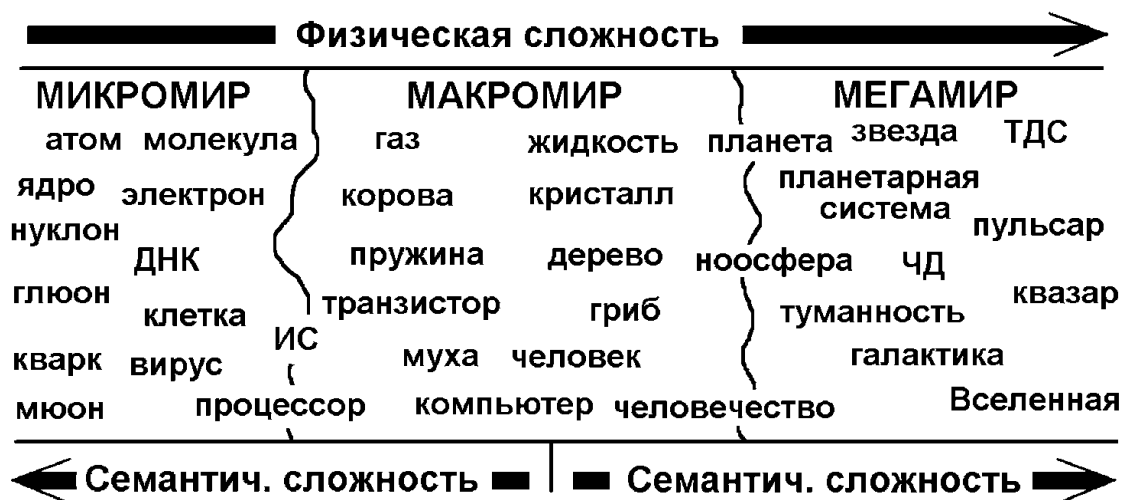 Физическая сложность
МИКРОМИР МАКРОМИР МЕГАМИР
атом молекула газ жидкость планета звезда ТДС
ядро электрон корова кристалл планетарная
система
нуклон пульсар
ДНК пружина дерево ноосфера ЧД
глюон клетка транзистор гриб туманность квазар
ИС
кварк вирус муха человек галактика
мюон процессор компьютер человечество Вселенная
Семантич. сложность Семантич. сложность